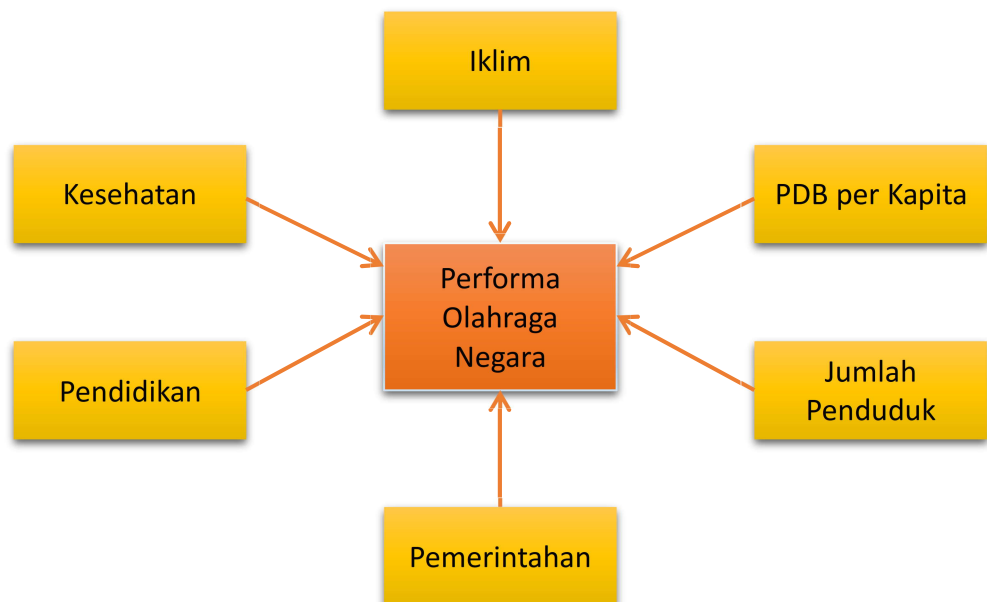 Iklim
Kesehatan
PDB per Kapita
Performa
Olahraga
Negara
Pendidikan
Jumlah
Penduduk
Pemerintahan